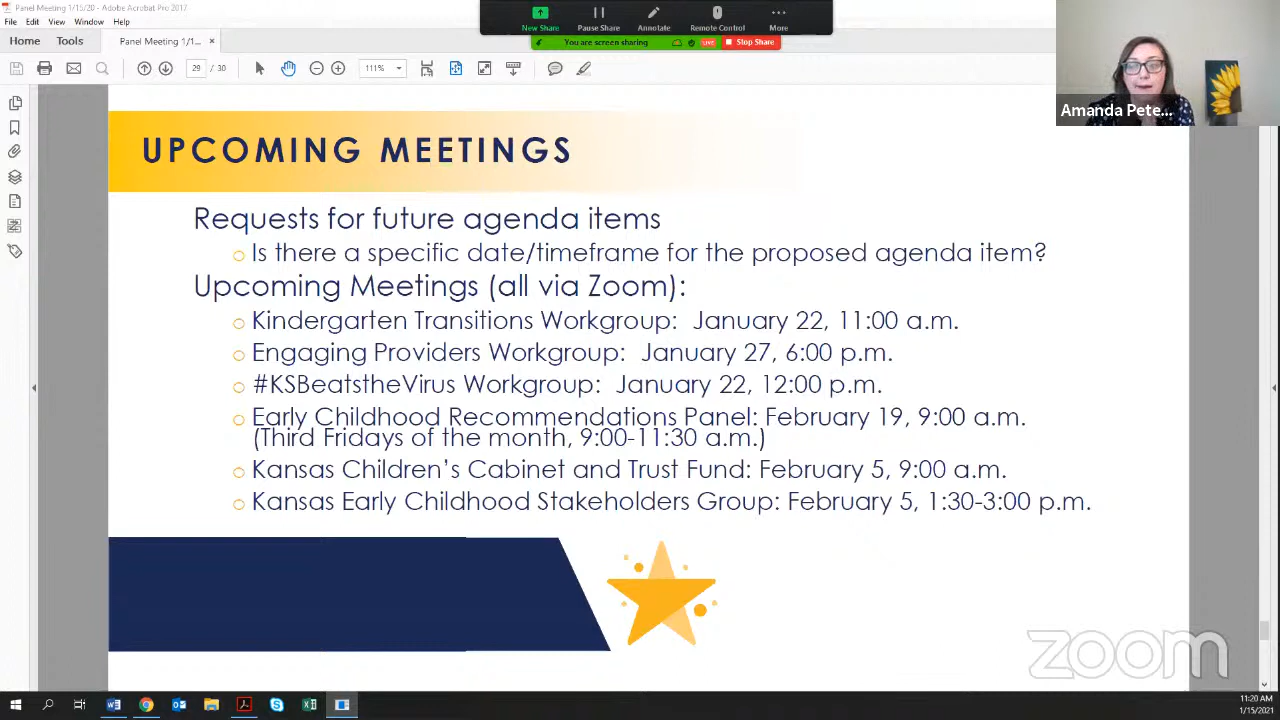 Panel Meeting 1/15/20 - Adobe Acrobat Pro 2017
File Edit View Window Help
New Share Pause Share Annotate Remote Control More
You are screen sharing LIVE Stop Share
Panel Meeting 1/1... ×
29 / 30 111%
Amanda Pete...
UPCOMING MEETINGS
Requests for future agenda items
Is there a specific date/timeframe for the proposed agenda item?
Upcoming Meetings (all via Zoom):
Kindergarten Transitions Workgroup: January 22, 11:00 a.m.
Engaging Providers Workgroup: January 27, 6:00 p.m.
#KSBeatstheVirus Workgroup: January 22, 12:00 p.m.
Early Childhood Recommendations Panel: February 19, 9:00 a.m.
(Third Fridays of the month, 9:00-11:30 a.m.)
Kansas Children's Cabinet and Trust Fund: February 5, 9:00 a.m.
Kansas Early Childhood Stakeholders Group: February 5, 1:30-3:00 p.m.
zoom
11:20 AM
1/15/2021